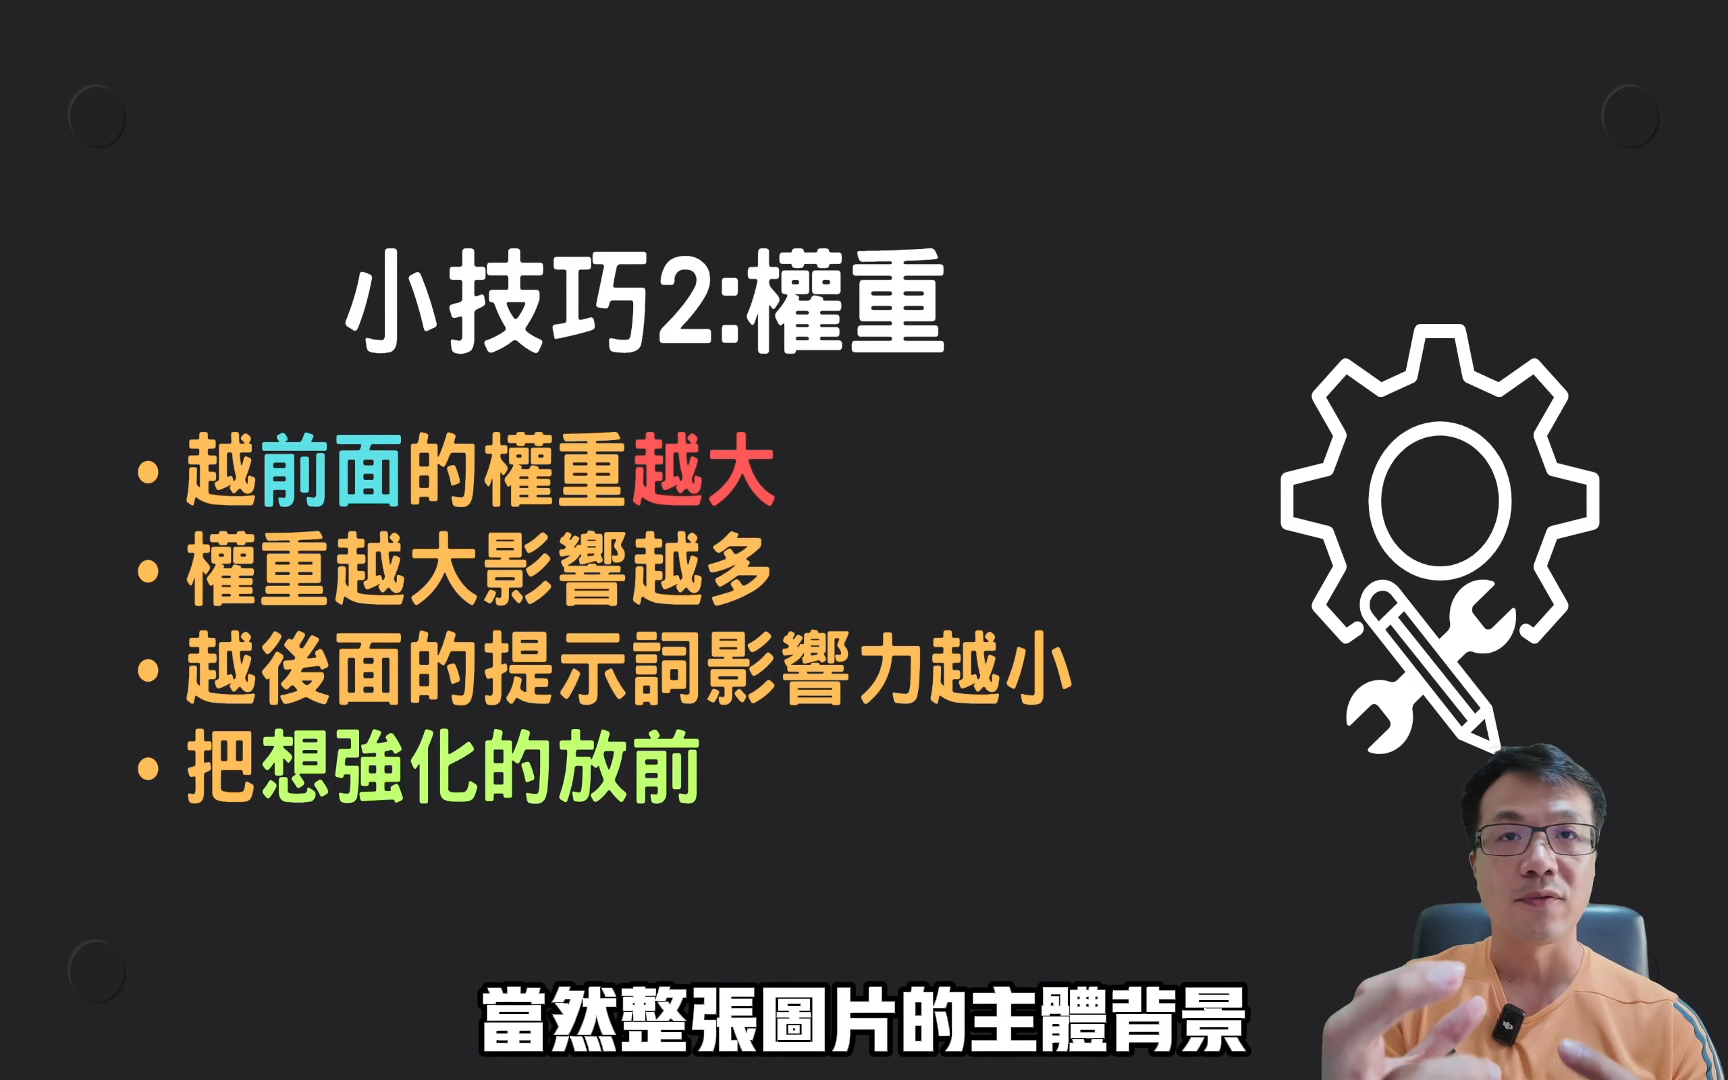 小技巧2:權重
• 越前面的權重越大
• 權重越大影響越多
• 越後面的提示詞影響力越小
• 把想強化的放前
當然整張圖片的主體背景